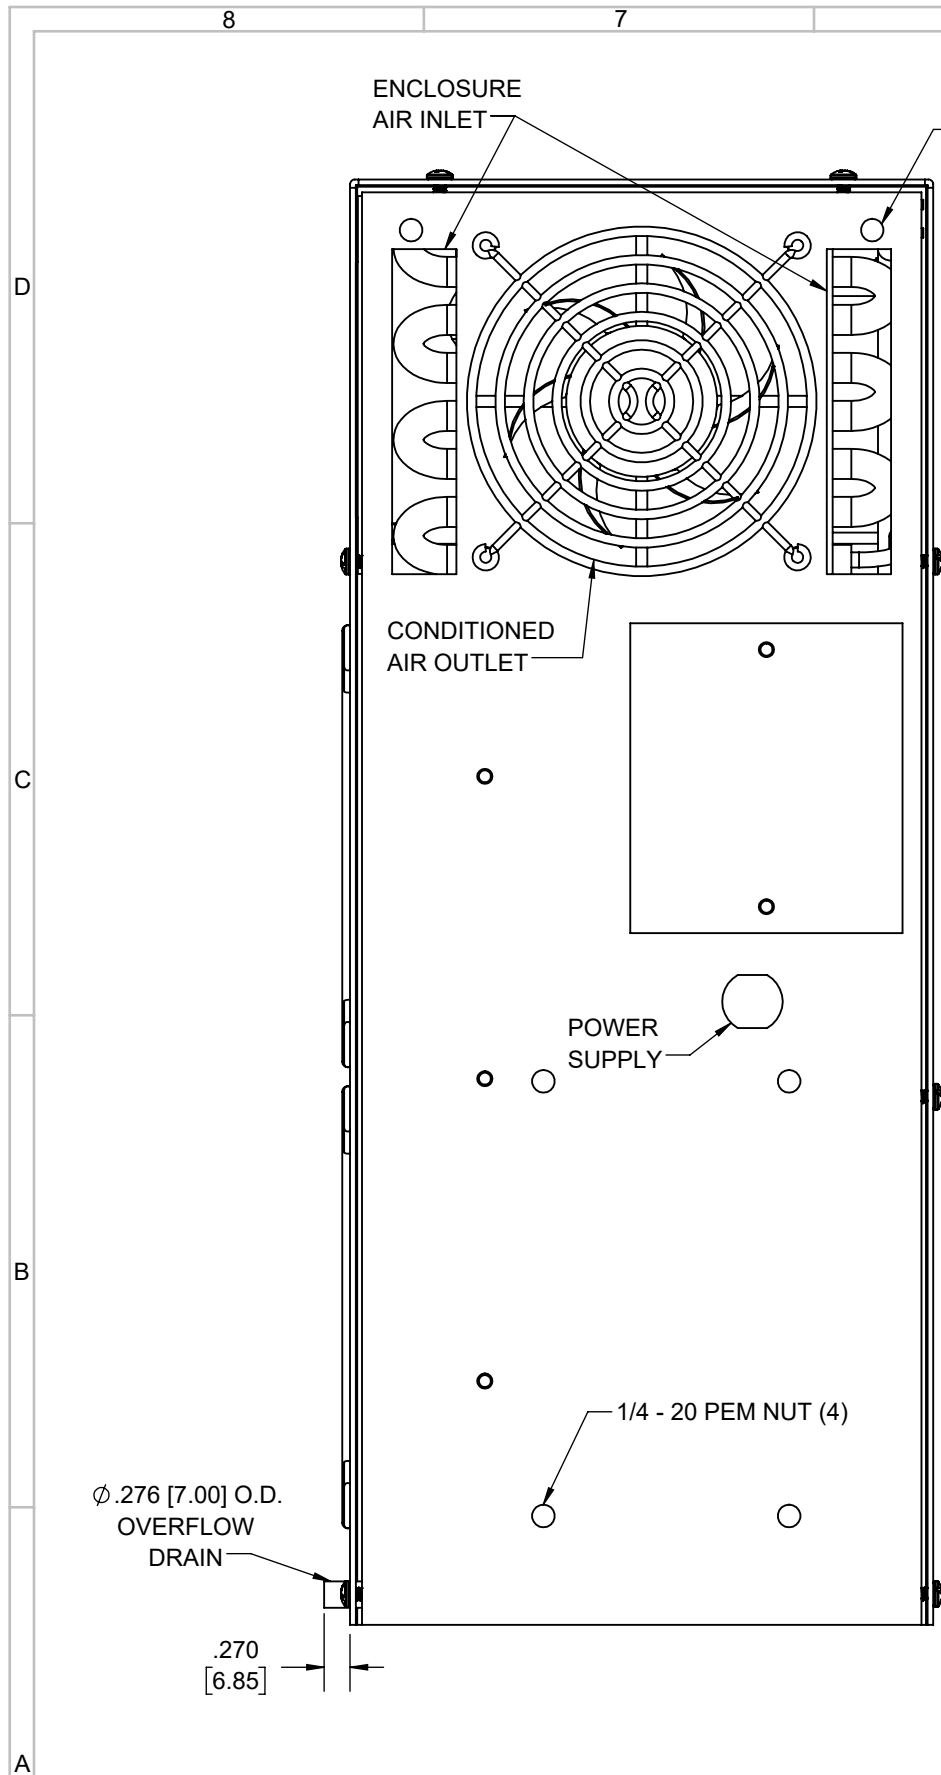 8
7
ENCLOSURE
AIR INLET
D
CONDITIONED
AIR OUTLET
C
POWER
SUPPLY
B
1/4 - 20 PEM NUT (4)
∅ .276 [7.00] O.D.
OVERFLOW
DRAIN
.270
[6.85]
A